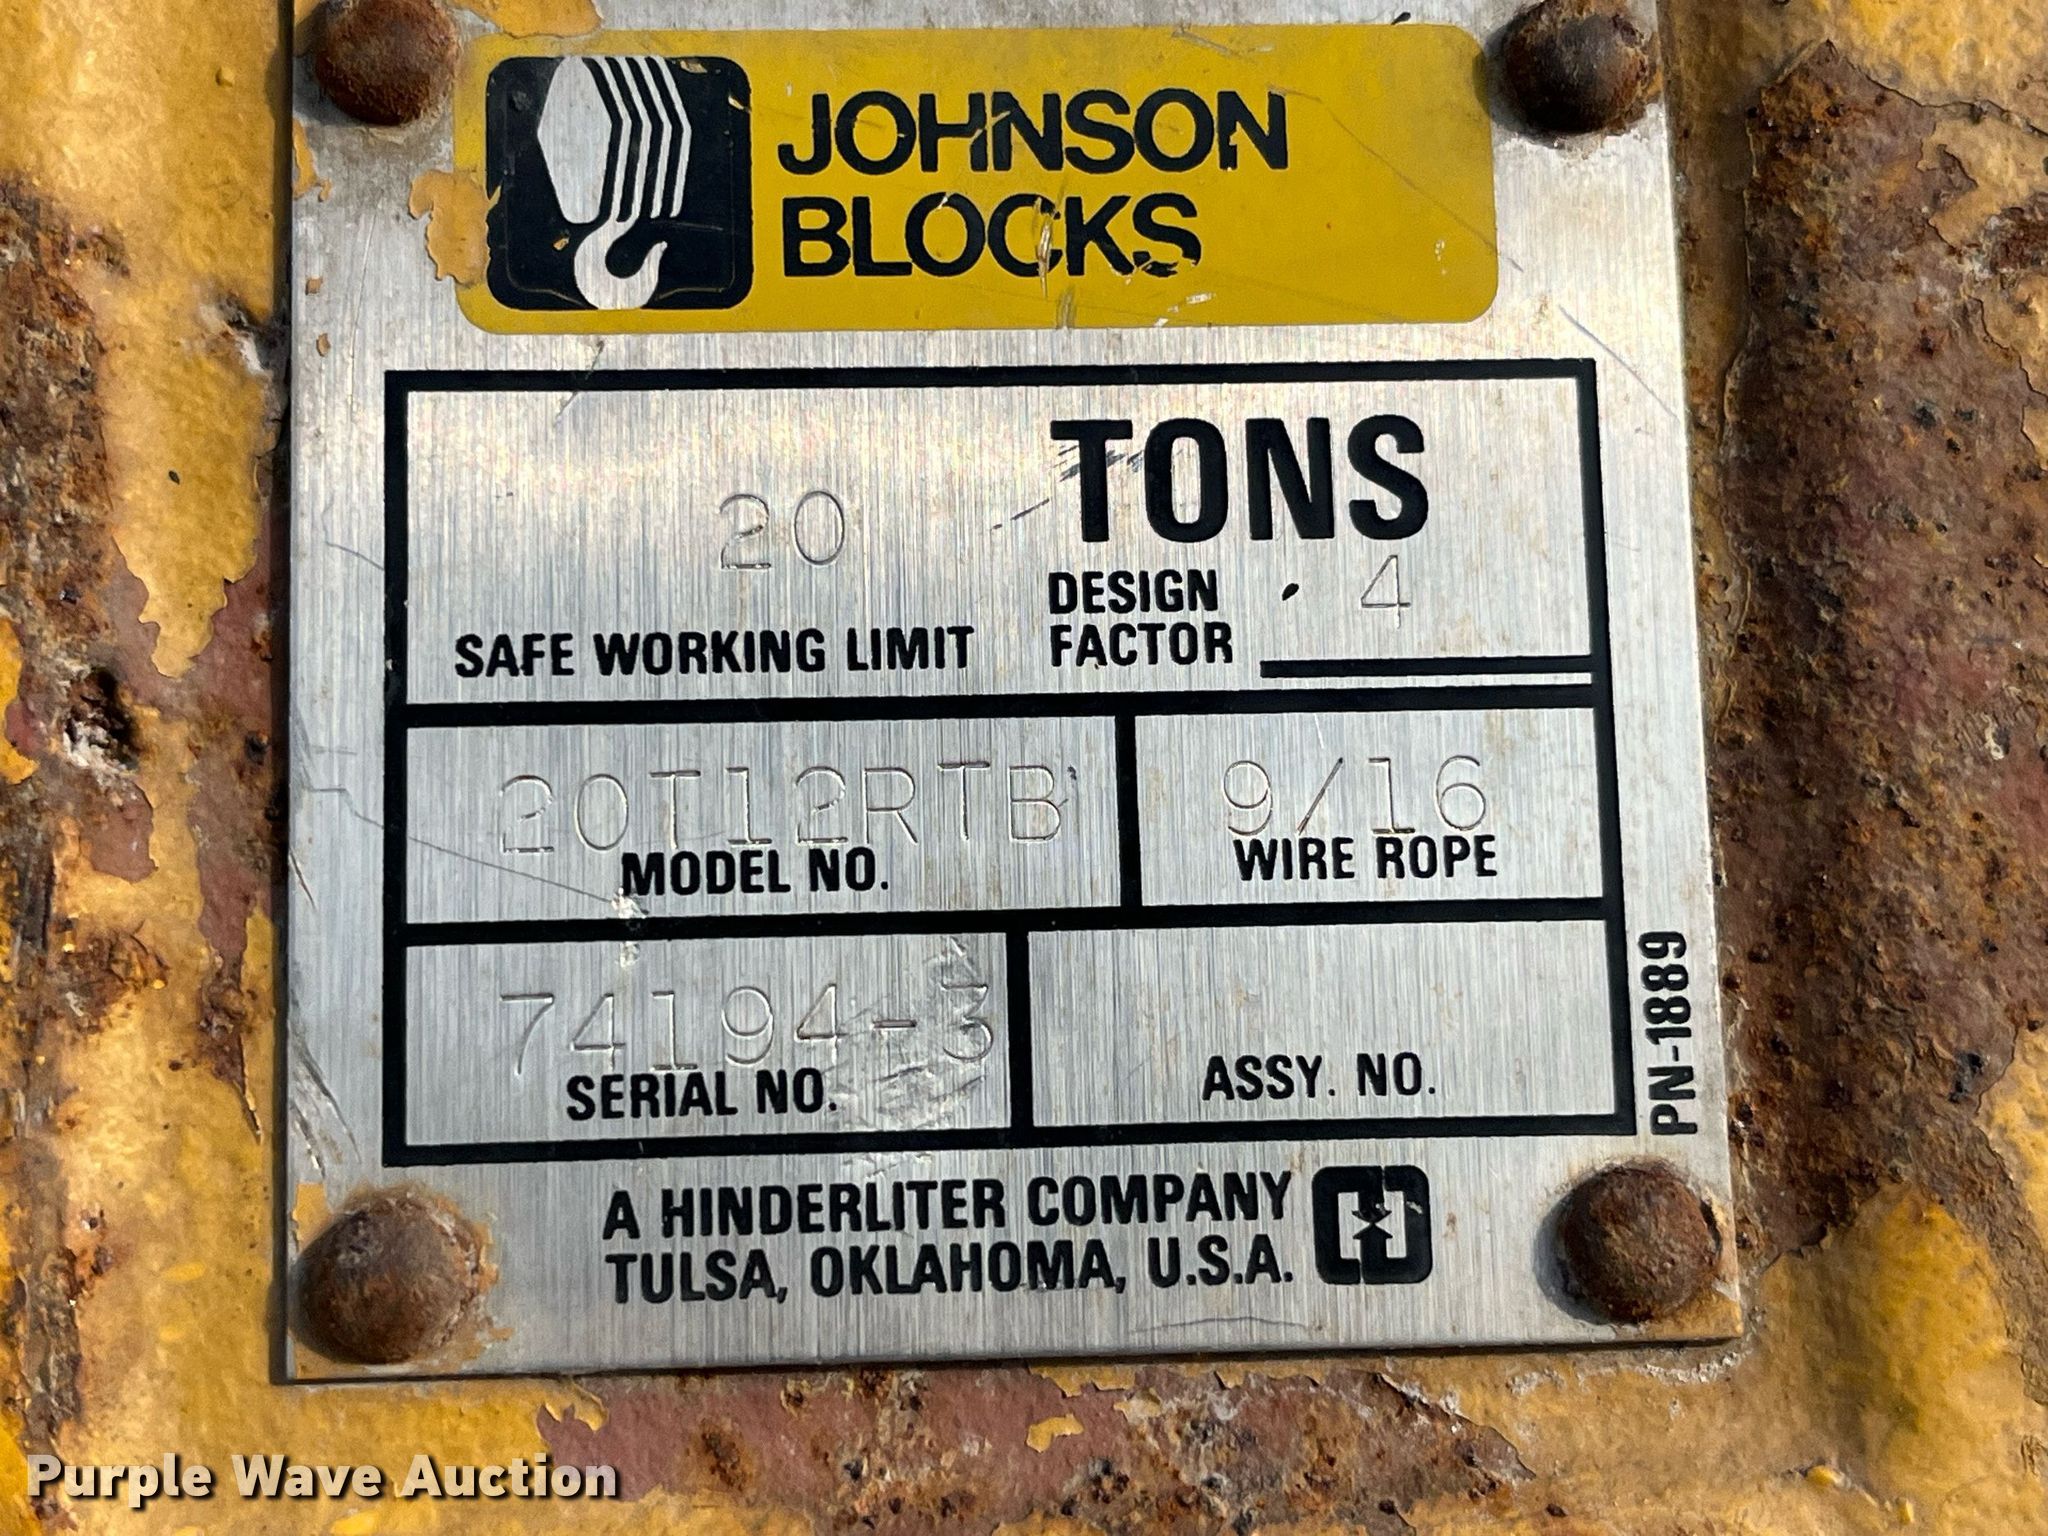 JOHNSON
BLOCKS
TONS
20
SAFE WORKING LIMIT
DESIGN
FACTOR
4
20T12RTB
MODEL NO.
9/16
WIRE ROPE
74194-3
SERIAL NO.
ASSY. NO.
PN-1889
A HINDERLITER COMPANY
TULSA, OKLAHOMA, U.S.A.
Purple Wave Auction